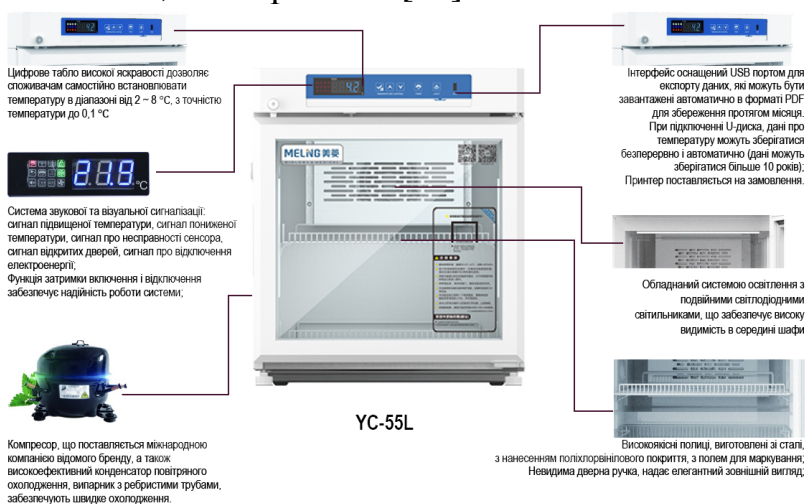 Цифрове табло високої яскравості дозволяє
споживачам самостійно встановлювати
температуру в діапазоні від 2 ~ 8 °C, з точністю
температури до 0,1 °C
21.9 °C
Система звукової та візуальної сигналізації:
сигнал підвищеної температури, сигнал пониженої
температури, сигнал про несправності сенсора,
сигнал відкритих дверей, сигнал про відключення
електроенергії;
Функція затримки включення і відключення
забезпечує надійність роботи системи;
Компресор, що поставляється міжнародною
компанією відомого бренду, а також
високоефективний конденсатор повітряного
охолодження, випарник з ребристими трубами,
забезпечують швидке охолодження.
MELNG 美菱
YC-55L
Інтерфейс оснащений USB портом для
експорту даних, які можуть бути
завантажені автоматично в форматі PDF
для збереження протягом місяця.
При підключенні U-диска, дані про
температуру можуть зберігатися
безперервно і автоматично (дані можуть
зберігатися більше 10 років);
Принтер поставляється на замовлення.
Обладнаний системою освітлення з
подвійними світлодіодними
світильниками, що забезпечує високу
видимість в середині шафи
Високоякісні полиці, виготовлені зі сталі,
з нанесенням поліхлорвінілового покриття, з полем для маркування;
Невидима дверна ручка, надає елегантний зовнішній вигляд;